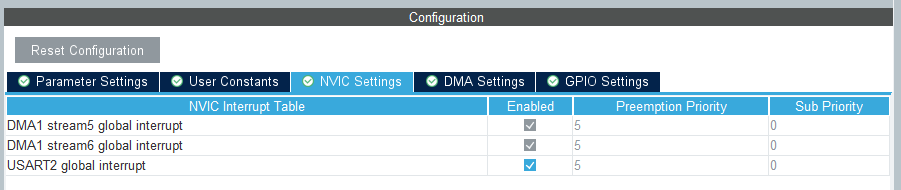 Configuration
Reset Configuration
Parameter Settings User Constants NVIC Settings DMA Settings GPIO Settings
NVIC Interrupt Table Enabled Preemption Priority Sub Priority
DMA1 stream5 global interrupt 5 0
DMA1 stream6 global interrupt 5 0
USART2 global interrupt 5 0